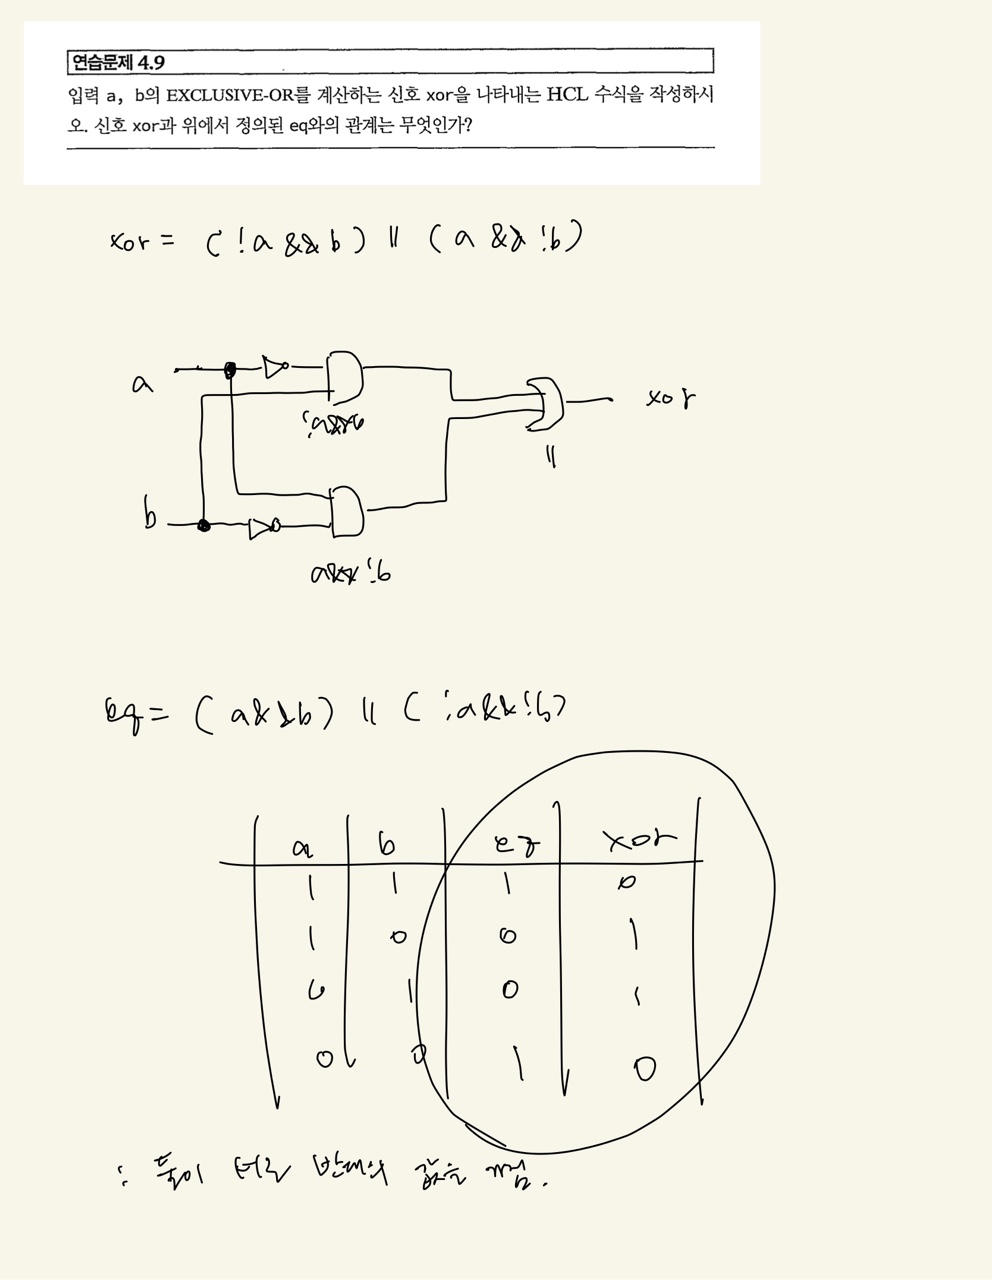 연습문제 4.9
입력 a, b의 EXCLUSIVE-OR를 계산하는 신호 xor을 나타내는 HCL 수식을 작성하시
오. 신호 xor과 위에서 정의된 eq와의 관계는 무엇인가?
xor = (!a && b) || (a && !b)
a
!a&&b
xor
||
b
a&& !b
eq = (a&&b) || (!a&&!b)
a b eq xor
1 1 1 0
1 0 0 1
0 1 0 1
0 0 1 0
∴ 둘이 서로 반대의 값을 가짐.